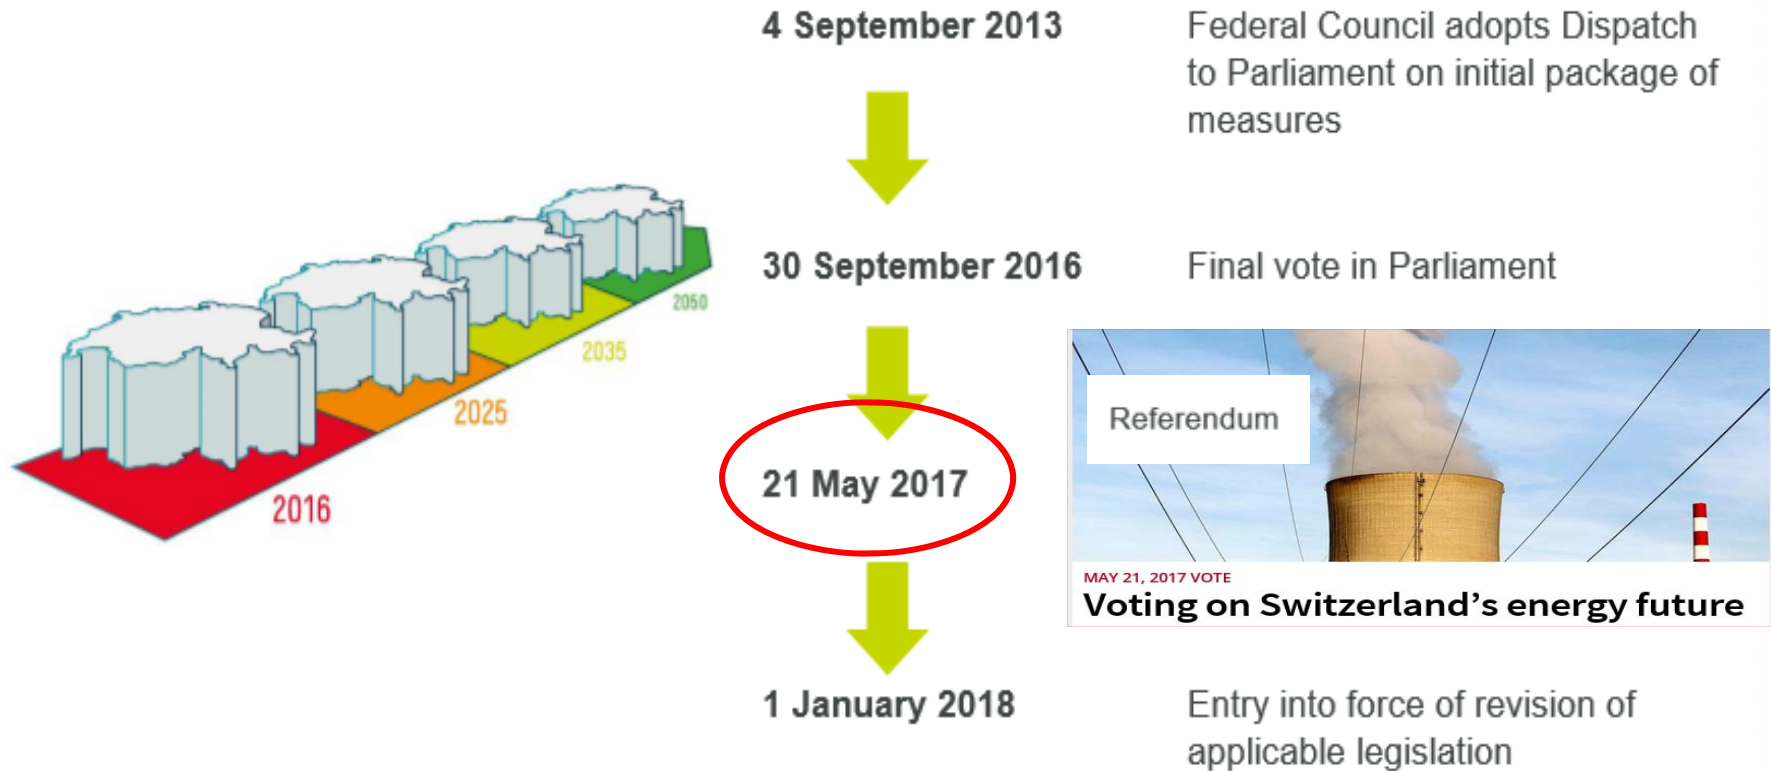 4 September 2013
Federal Council adopts Dispatch
to Parliament on initial package of
measures
30 September 2016
Final vote in Parliament
2050
2035
2025
2016
Referendum
21 May 2017
MAY 21, 2017 VOTE
Voting on Switzerland's energy future
1 January 2018
Entry into force of revision of
applicable legislation